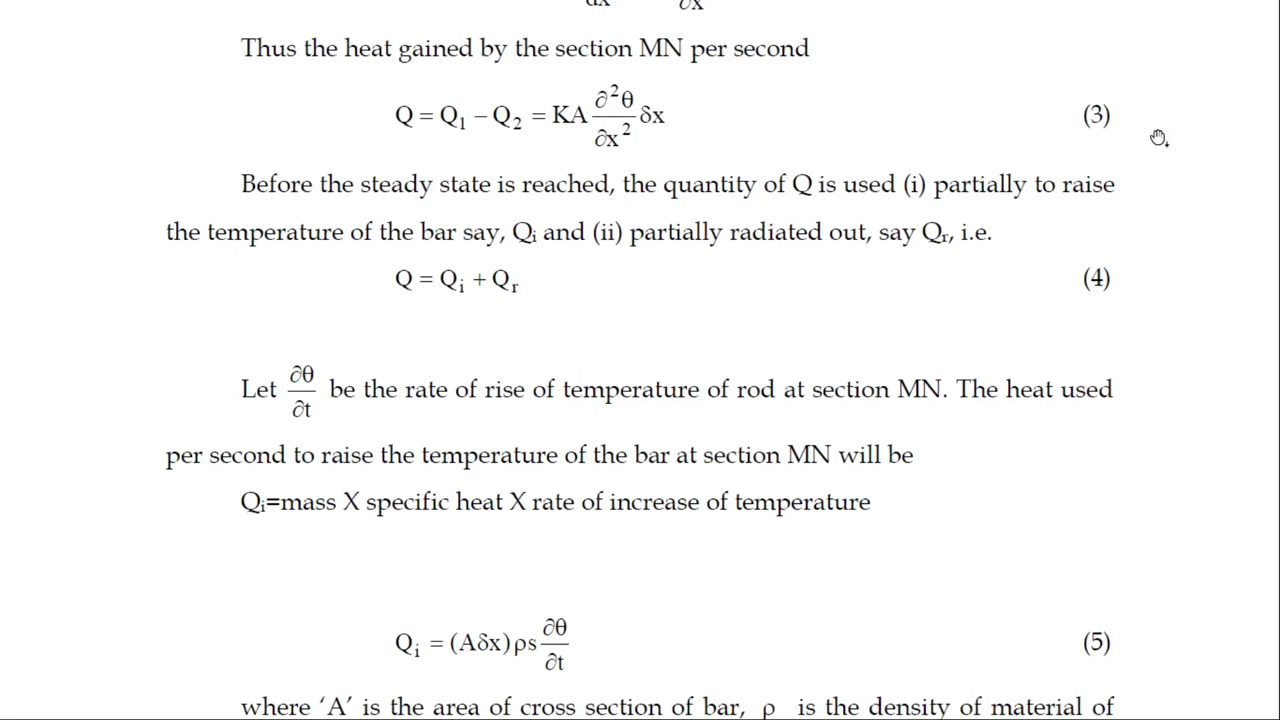 dx ∂x
Thus the heat gained by the section MN per second
Q = Q₁ − Q₂ = KA ∂²θ/∂x² δx (3)
Before the steady state is reached, the quantity of Q is used (i) partially to raise
the temperature of the bar say, Qᵢ and (ii) partially radiated out, say Qᵣ, i.e.
Q = Qᵢ + Qᵣ (4)
Let ∂θ/∂t be the rate of rise of temperature of rod at section MN. The heat used
per second to raise the temperature of the bar at section MN will be
Qᵢ=mass X specific heat X rate of increase of temperature
Qᵢ = (Aδx)ρs ∂θ/∂t (5)
where ‘A’ is the area of cross section of bar, ρ is the density of material of